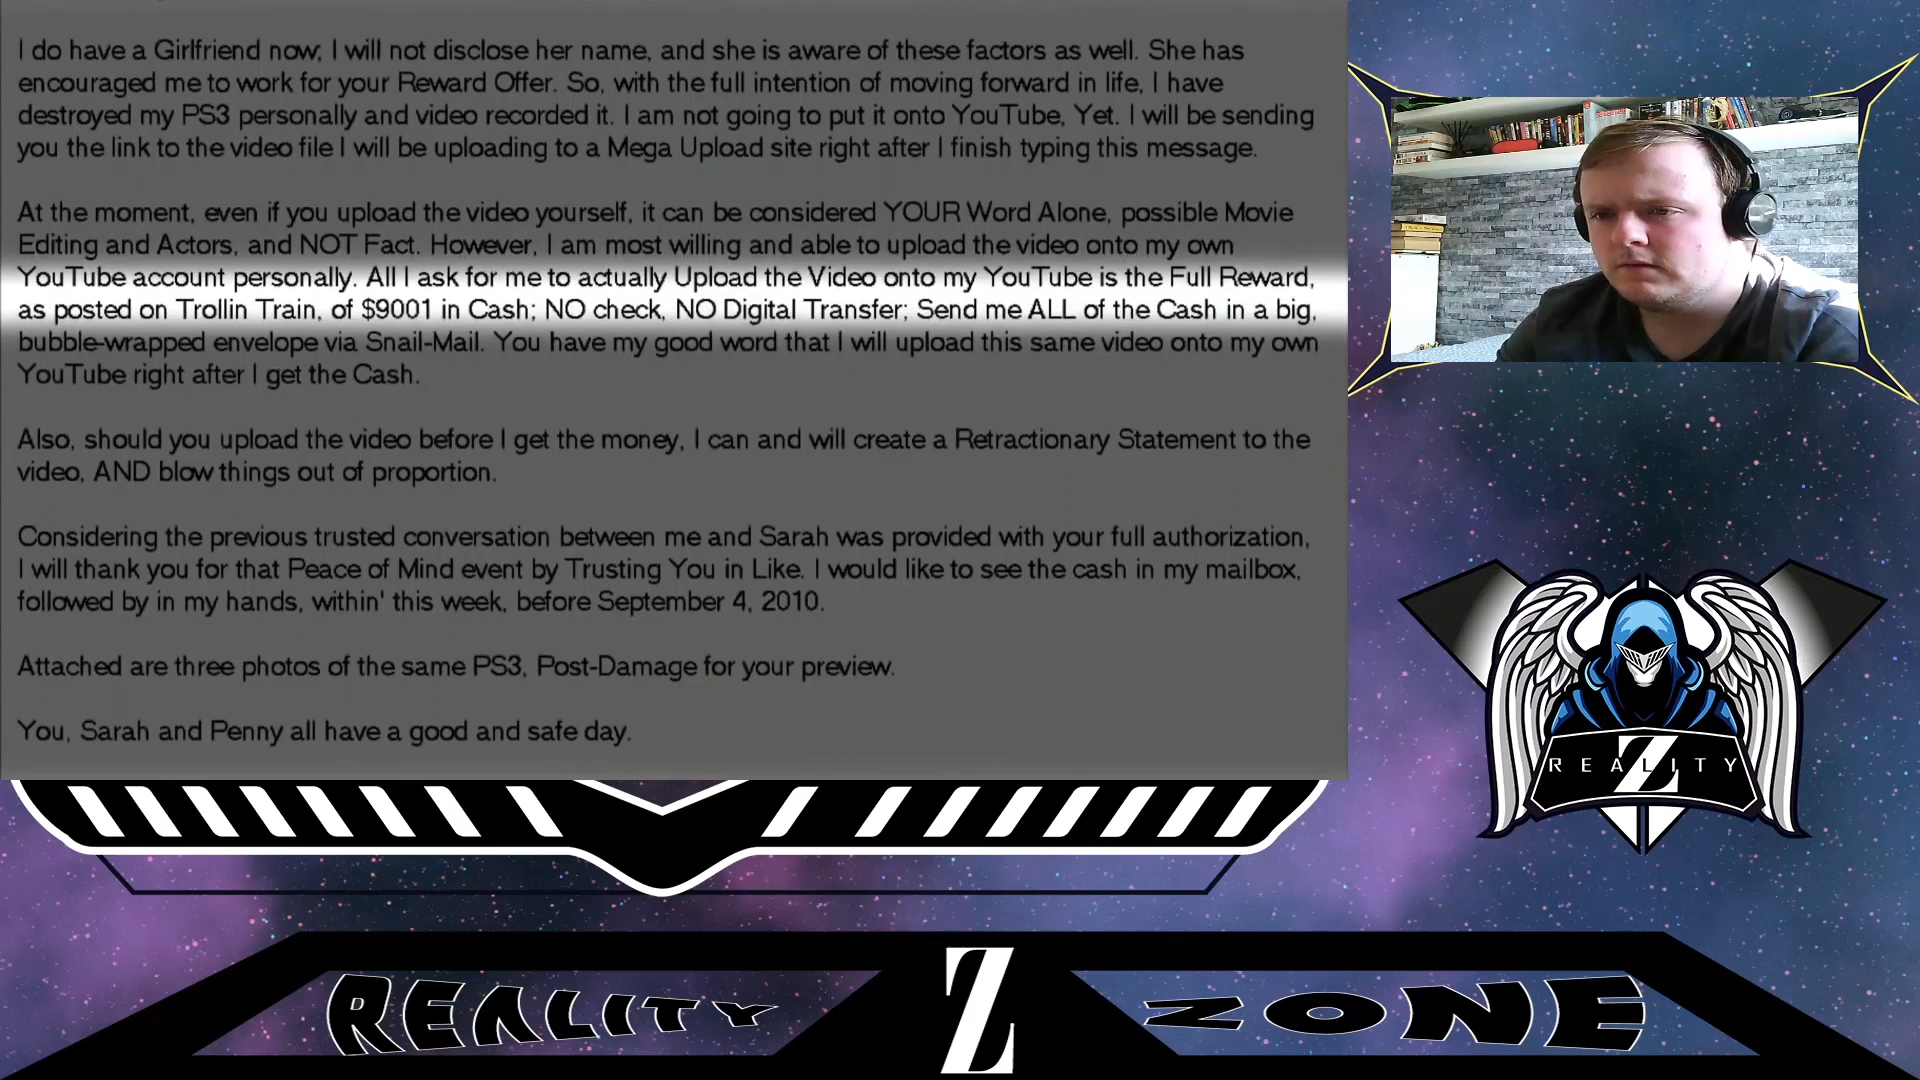 I do have a Girlfriend now; I will not disclose her name, and she is aware of these factors as well. She has
encouraged me to work for your Reward Offer. So, with the full intention of moving forward in life, I have
destroyed my PS3 personally and video recorded it. I am not going to put it onto YouTube, Yet. I will be sending
you the link to the video file I will be uploading to a Mega Upload site right after I finish typing this message.
At the moment, even if you upload the video yourself, it can be considered YOUR Word Alone, possible Movie
Editing and Actors, and NOT Fact. However, I am most willing and able to upload the video onto my own
YouTube account personally. All I ask for me to actually Upload the Video onto my YouTube is the Full Reward,
as posted on Trollin Train, of $9001 in Cash; NO check, NO Digital Transfer; Send me ALL of the Cash in a big,
bubble-wrapped envelope via Snail-Mail. You have my good word that I will upload this same video onto my own
YouTube right after I get the Cash.
Also, should you upload the video before I get the money, I can and will create a Retractionary Statement to the
video, AND blow things out of proportion.
Considering the previous trusted conversation between me and Sarah was provided with your full authorization,
I will thank you for that Peace of Mind event by Trusting You in Like. I would like to see the cash in my mailbox,
followed by in my hands, within' this week, before September 4, 2010.
Attached are three photos of the same PS3, Post-Damage for your preview.
You, Sarah and Penny all have a good and safe day.
REALITY
Z
REALITY Z ZONE